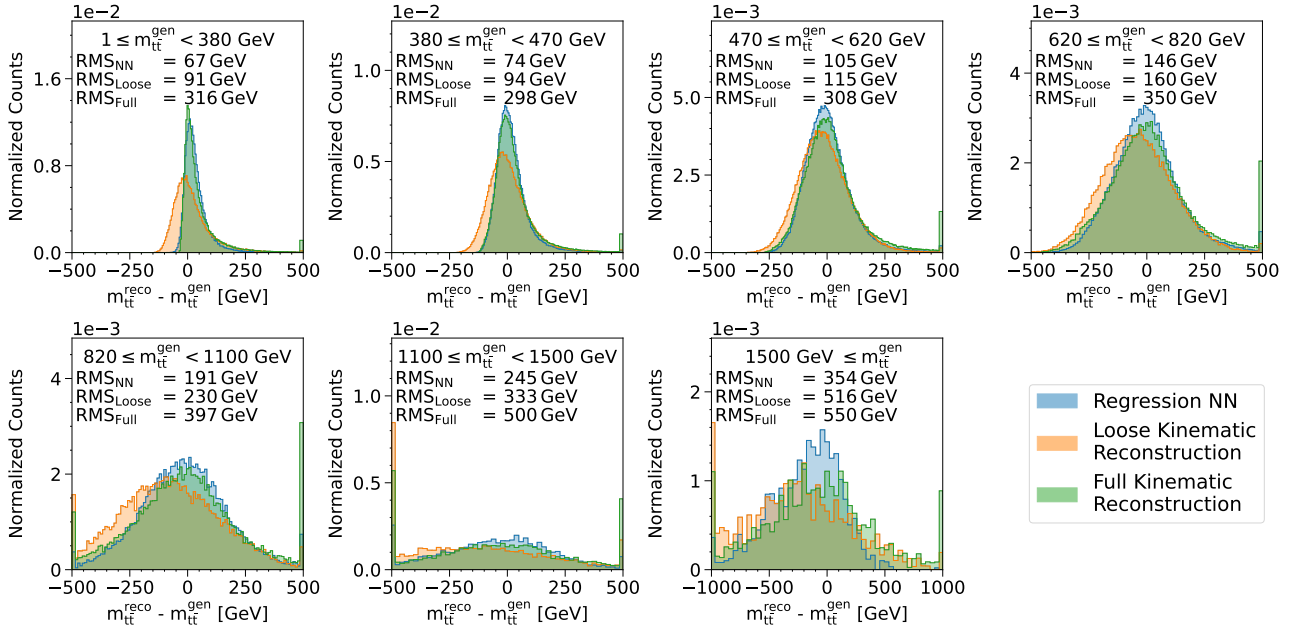 1e−2
1 ≤ m_tt̄^gen < 380 GeV
RMS_NN = 67 GeV
RMS_Loose = 91 GeV
RMS_Full = 316 GeV
Normalized Counts
1.6
1.2
0.8
0.4
0.0
−500 −250 0 250 500
m_tt̄^reco - m_tt̄^gen [GeV]
1e−2
380 ≤ m_tt̄^gen < 470 GeV
RMS_NN = 74 GeV
RMS_Loose = 94 GeV
RMS_Full = 298 GeV
Normalized Counts
1.0
0.5
0.0
−500 −250 0 250 500
m_tt̄^reco - m_tt̄^gen [GeV]
1e−3
470 ≤ m_tt̄^gen < 620 GeV
RMS_NN = 105 GeV
RMS_Loose = 115 GeV
RMS_Full = 308 GeV
Normalized Counts
5.0
2.5
0.0
−500 −250 0 250 500
m_tt̄^reco - m_tt̄^gen [GeV]
1e−3
620 ≤ m_tt̄^gen < 820 GeV
RMS_NN = 146 GeV
RMS_Loose = 160 GeV
RMS_Full = 350 GeV
Normalized Counts
4
2
0
−500 −250 0 250 500
m_tt̄^reco - m_tt̄^gen [GeV]
1e−3
820 ≤ m_tt̄^gen < 1100 GeV
RMS_NN = 191 GeV
RMS_Loose = 230 GeV
RMS_Full = 397 GeV
Normalized Counts
4
2
0
−500 −250 0 250 500
m_tt̄^reco - m_tt̄^gen [GeV]
1e−2
1100 ≤ m_tt̄^gen < 1500 GeV
RMS_NN = 245 GeV
RMS_Loose = 333 GeV
RMS_Full = 500 GeV
Normalized Counts
1.0
0.8
0.6
0.4
0.2
0.0
−500 −250 0 250 500
m_tt̄^reco - m_tt̄^gen [GeV]
1e−3
1500 GeV ≤ m_tt̄^gen
RMS_NN = 354 GeV
RMS_Loose = 516 GeV
RMS_Full = 550 GeV
Normalized Counts
2
1
0
−1000 −500 0 500 1000
m_tt̄^reco - m_tt̄^gen [GeV]
Regression NN
Loose Kinematic
Reconstruction
Full Kinematic
Reconstruction